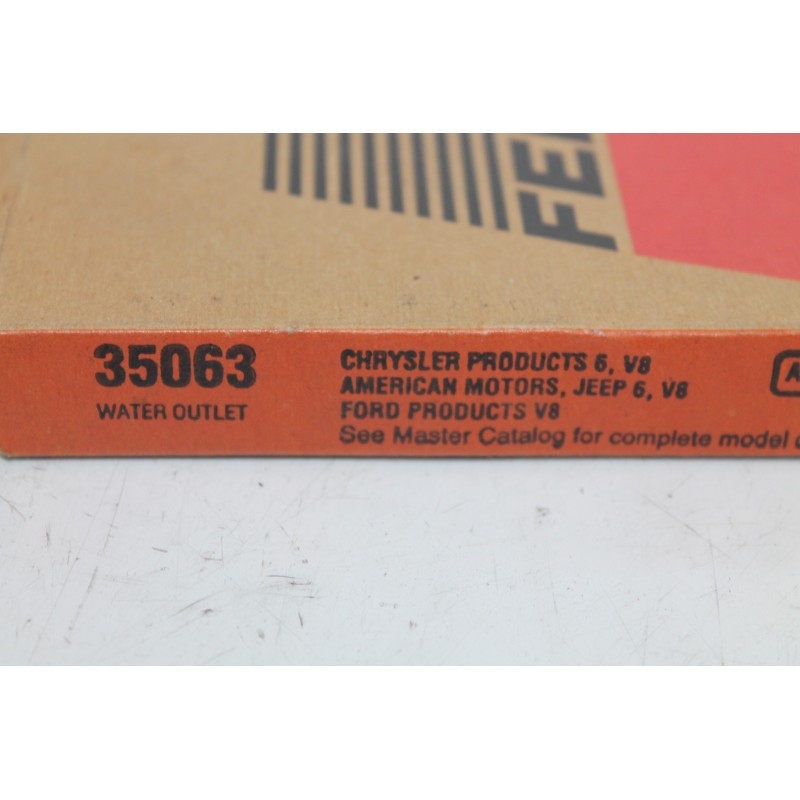 FEL
35063
WATER OUTLET
CHRYSLER PRODUCTS 6, V8
AMERICAN MOTORS, JEEP 6, V8
FORD PRODUCTS V8
See Master Catalog for complete model